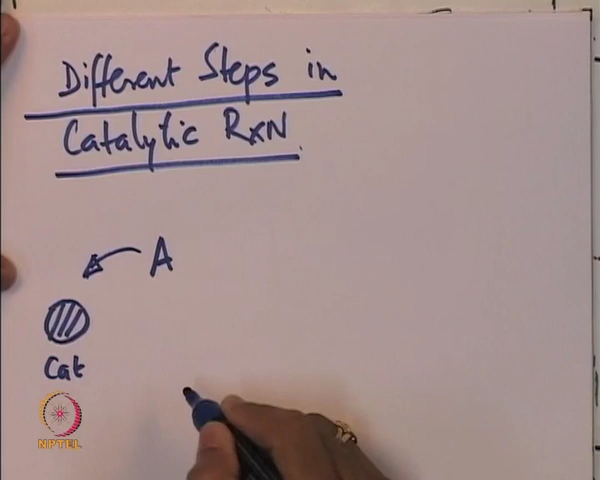 Different Steps in
Catalytic RXN.
A
Cat
NPTEL